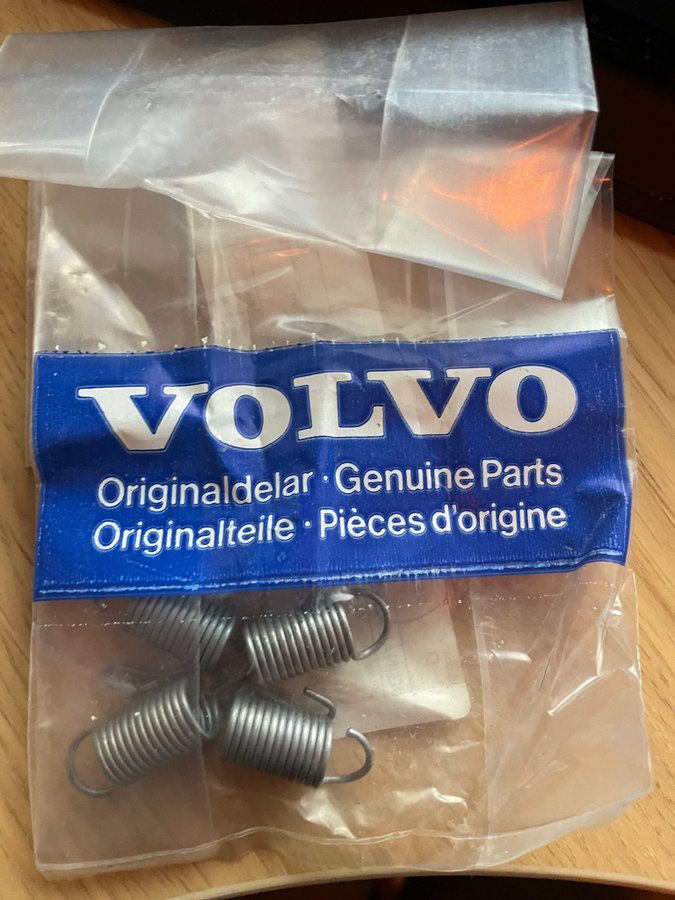 VOLVO
Originaldelar · Genuine Parts
Originalteile · Pièces d'origine